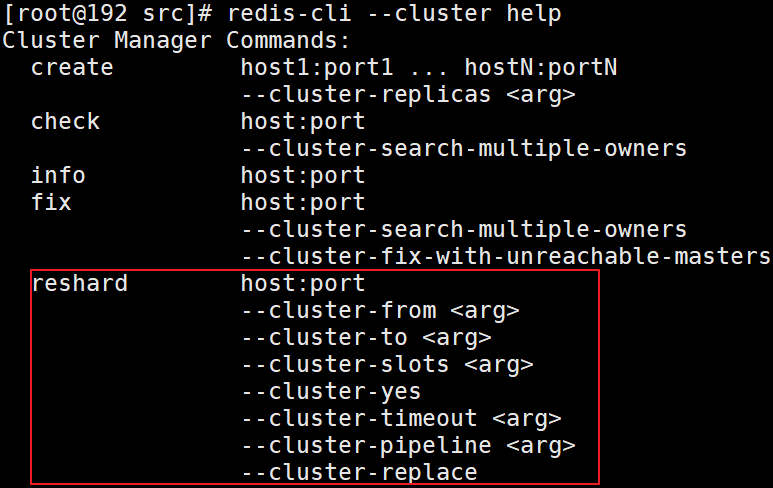 [root@192 src]# redis-cli --cluster help
Cluster Manager Commands:
  create         host1:port1 ... hostN:portN
                 --cluster-replicas <arg>
  check          host:port
                 --cluster-search-multiple-owners
  info           host:port
  fix            host:port
                 --cluster-search-multiple-owners
                 --cluster-fix-with-unreachable-masters
  reshard        host:port
                 --cluster-from <arg>
                 --cluster-to <arg>
                 --cluster-slots <arg>
                 --cluster-yes
                 --cluster-timeout <arg>
                 --cluster-pipeline <arg>
                 --cluster-replace